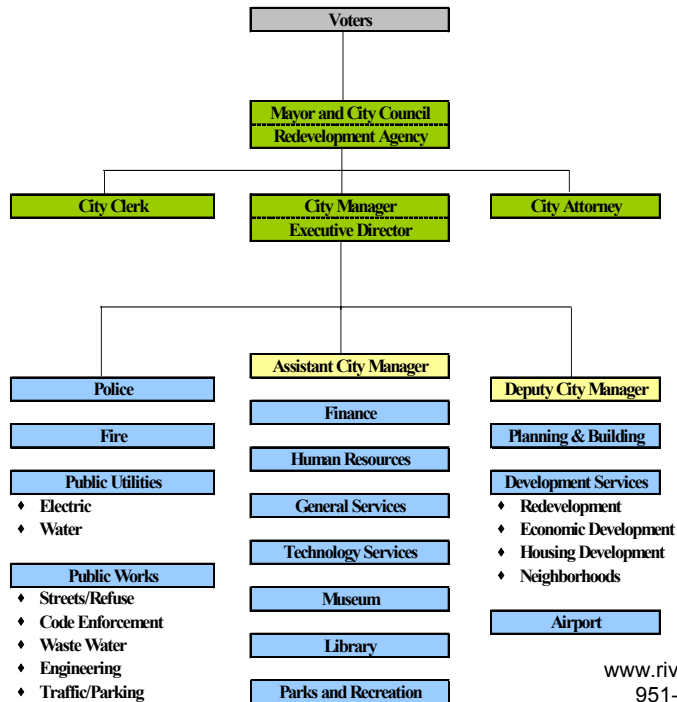 Voters
Mayor and City Council
Redevelopment Agency
City Clerk
City Manager
Executive Director
City Attorney
Police
Fire
Public Utilities
♦ Electric
♦ Water
Public Works
♦ Streets/Refuse
♦ Code Enforcement
♦ Waste Water
♦ Engineering
♦ Traffic/Parking
Assistant City Manager
Finance
Human Resources
General Services
Technology Services
Museum
Library
Parks and Recreation
Deputy City Manager
Planning & Building
Development Services
♦ Redevelopment
♦ Economic Development
♦ Housing Development
♦ Neighborhoods
Airport
www.riv
951-